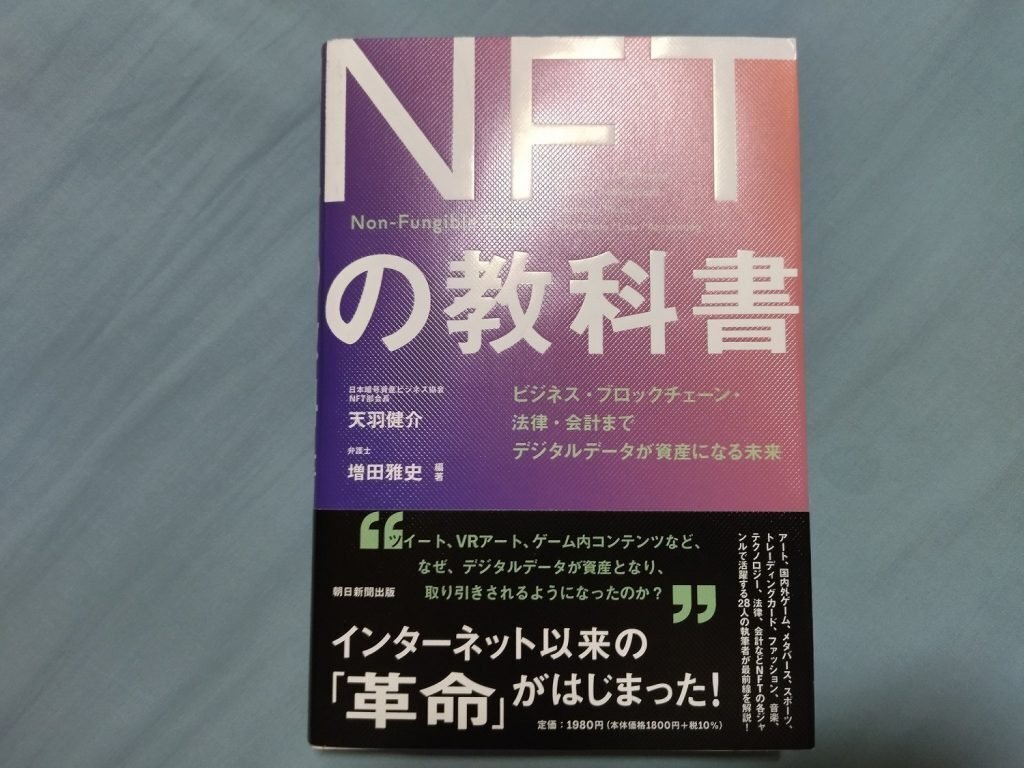 NFT
Non-Fungible
の教科書
日本暗号資産ビジネス協会
NFT部会長
天羽健介
弁護士
増田雅史 編著
ビジネス・ブロックチェーン・
法律・会計まで
デジタルデータが資産になる未来
“ツイート、VRアート、ゲーム内コンテンツなど、
なぜ、デジタルデータが資産となり、
取り引きされるようになったのか？”
朝日新聞出版
インターネット以来の
「革命」がはじまった！
定価：1980円（本体価格1800円＋税10%）
アート、国内外ゲーム、メタバース、スポーツ、
トレーディングカード、ファッション、音楽、
テクノロジー、法律、会計などNFTの各ジャ
ンルで活躍する28人の執筆者が最前線を解説！